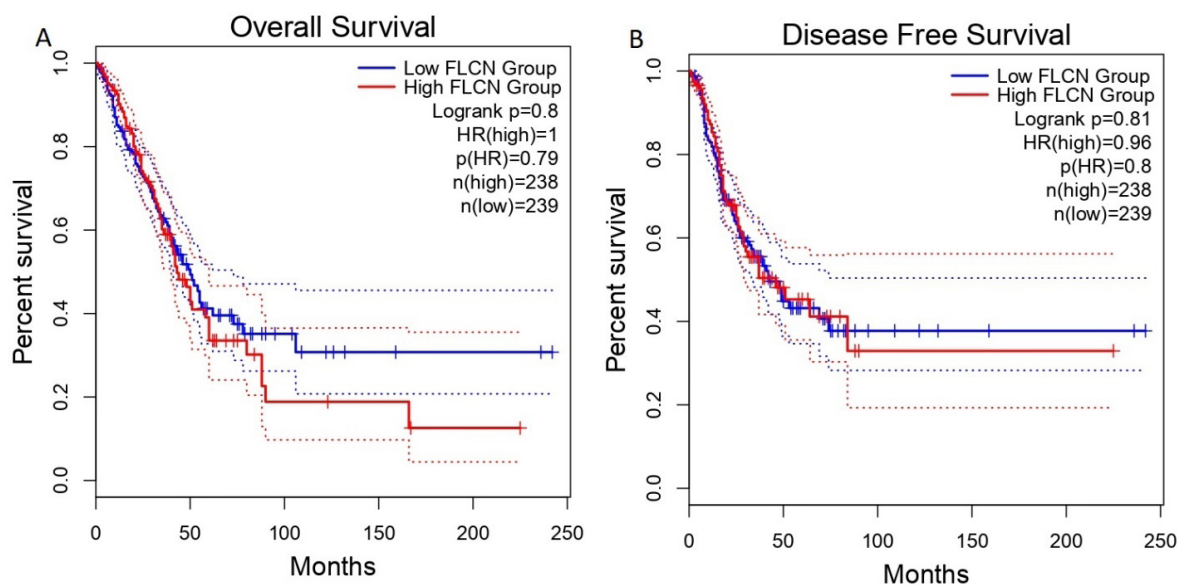 A
Overall Survival
Low FLCN Group
High FLCN Group
Logrank p=0.8
HR(high)=1
p(HR)=0.79
n(high)=238
n(low)=239
Percent survival
0.0
0.2
0.4
0.6
0.8
1.0
0
50
100
150
200
250
Months
B
Disease Free Survival
Low FLCN Group
High FLCN Group
Logrank p=0.81
HR(high)=0.96
p(HR)=0.8
n(high)=238
n(low)=239
Percent survival
0.0
0.2
0.4
0.6
0.8
1.0
0
50
100
150
200
250
Months